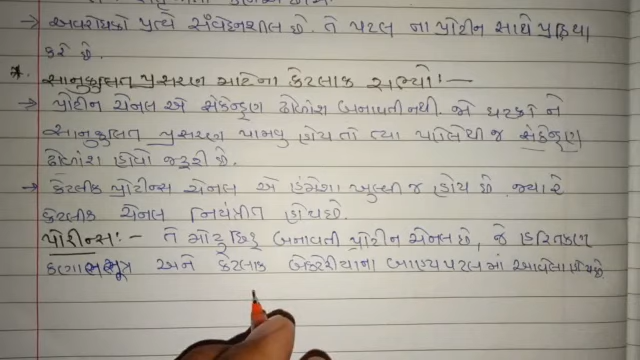 → અવરોધકો પ્રત્યે સંવેદનશીલ છે. તે પટલ ના પ્રોટીન સાથે પ્રક્રિયા
કરે છે.
* સાનુકુલિત પ્રસરણ માટેના કેટલાક સત્યો:—
→ પ્રોટીન ચેનલ એ સંકેન્દ્રણ ઢોળાંશ બનાવતી નથી. જો ઘટકો ને
સાનુકુલિત પ્રસરણ પામવુ હોય તો ત્યા પહેલેથી જ સંકેન્દ્રણ
ઢોળાંશ હોવો જરૂરી છે.
→ કેટલીક પ્રોટીન્સ ચેનલ એ હંમેશા ખુલ્લી જ હોય છે જ્યારે
કેટલીક ચેનલ નિયંત્રીત હોય છે.
પોરીન્સ:— તે મોટુ છિદ્ર બનાવતી પ્રોટીન ચેનલ છે, જે હરિતકણ
કણાભસૂત્ર અને કેટલાક બેક્ટેરીયાના બાહ્ય પટલ માં આવેલા હોય છે